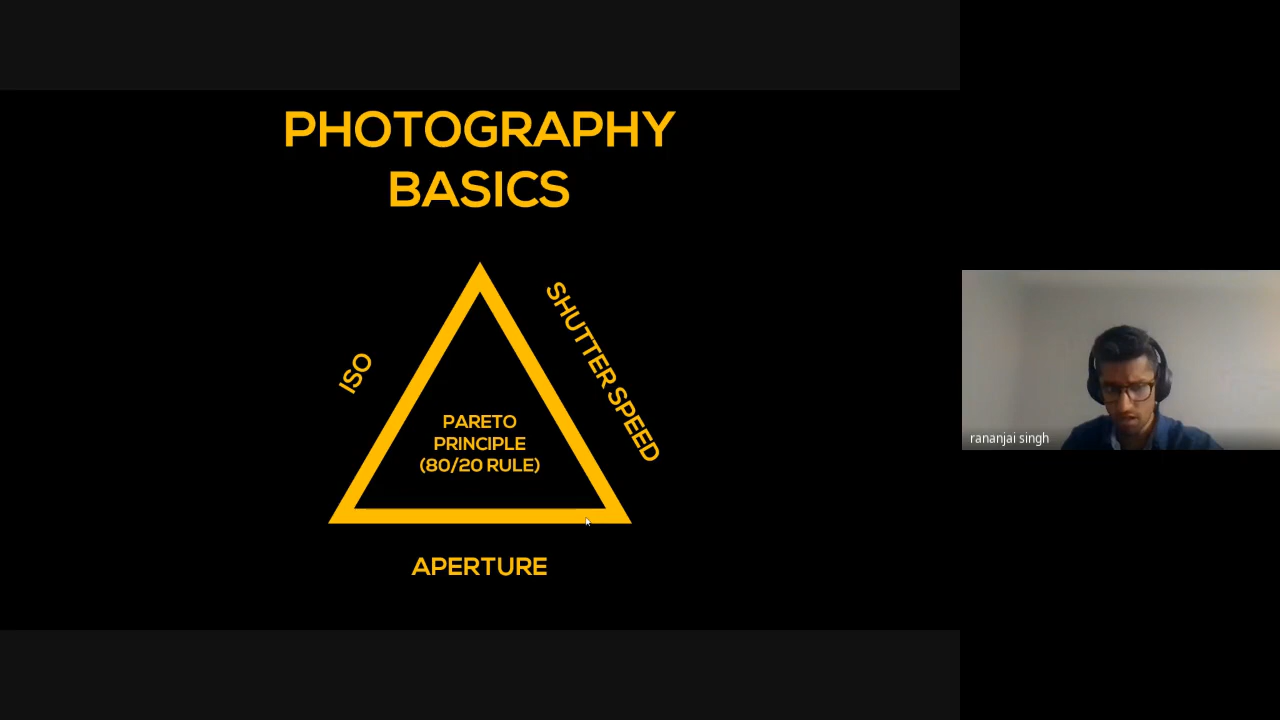 PHOTOGRAPHY
BASICS
ISO
SHUTTER SPEED
PARETO
PRINCIPLE
(80/20 RULE)
APERTURE
rananjai singh